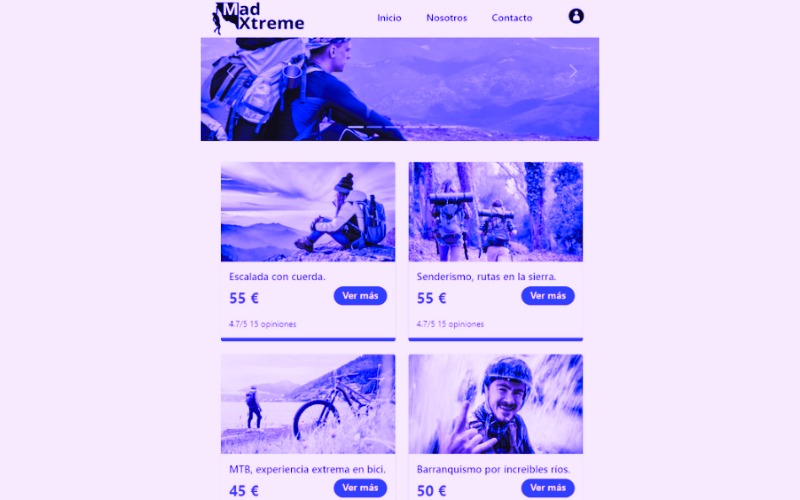 Mad
Xtreme
Inicio
Nosotros
Contacto
Escalada con cuerda.
55 €
Ver más
4.7/5 15 opiniones
Senderismo, rutas en la sierra.
55 €
Ver más
4.7/5 15 opiniones
MTB, experiencia extrema en bici.
45 €
Ver más
Barranquismo por increibles ríos.
50 €
Ver más